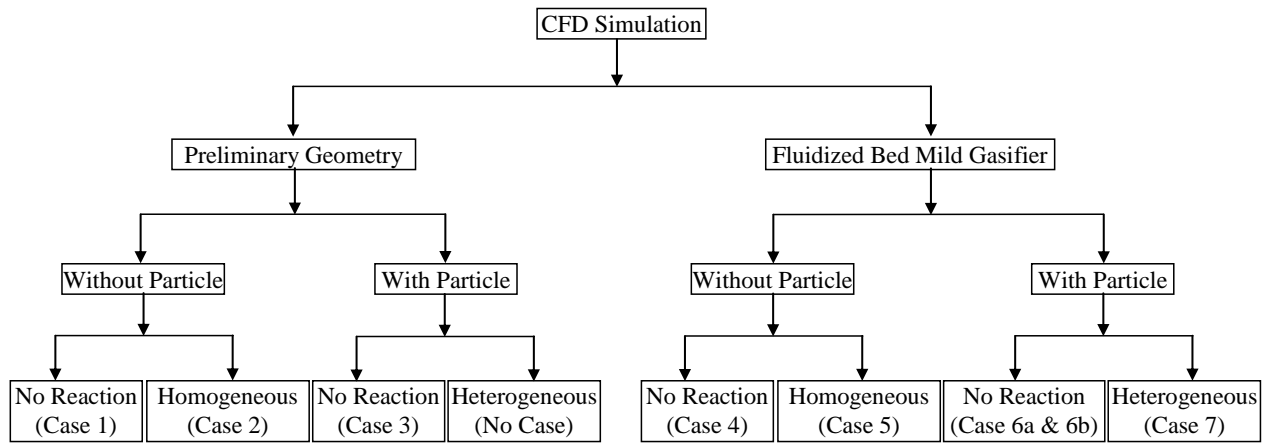 CFD Simulation
Preliminary Geometry
Fluidized Bed Mild Gasifier
Without Particle
With Particle
Without Particle
With Particle
No Reaction
(Case 1)
Homogeneous
(Case 2)
No Reaction
(Case 3)
Heterogeneous
(No Case)
No Reaction
(Case 4)
Homogeneous
(Case 5)
No Reaction
(Case 6a & 6b)
Heterogeneous
(Case 7)